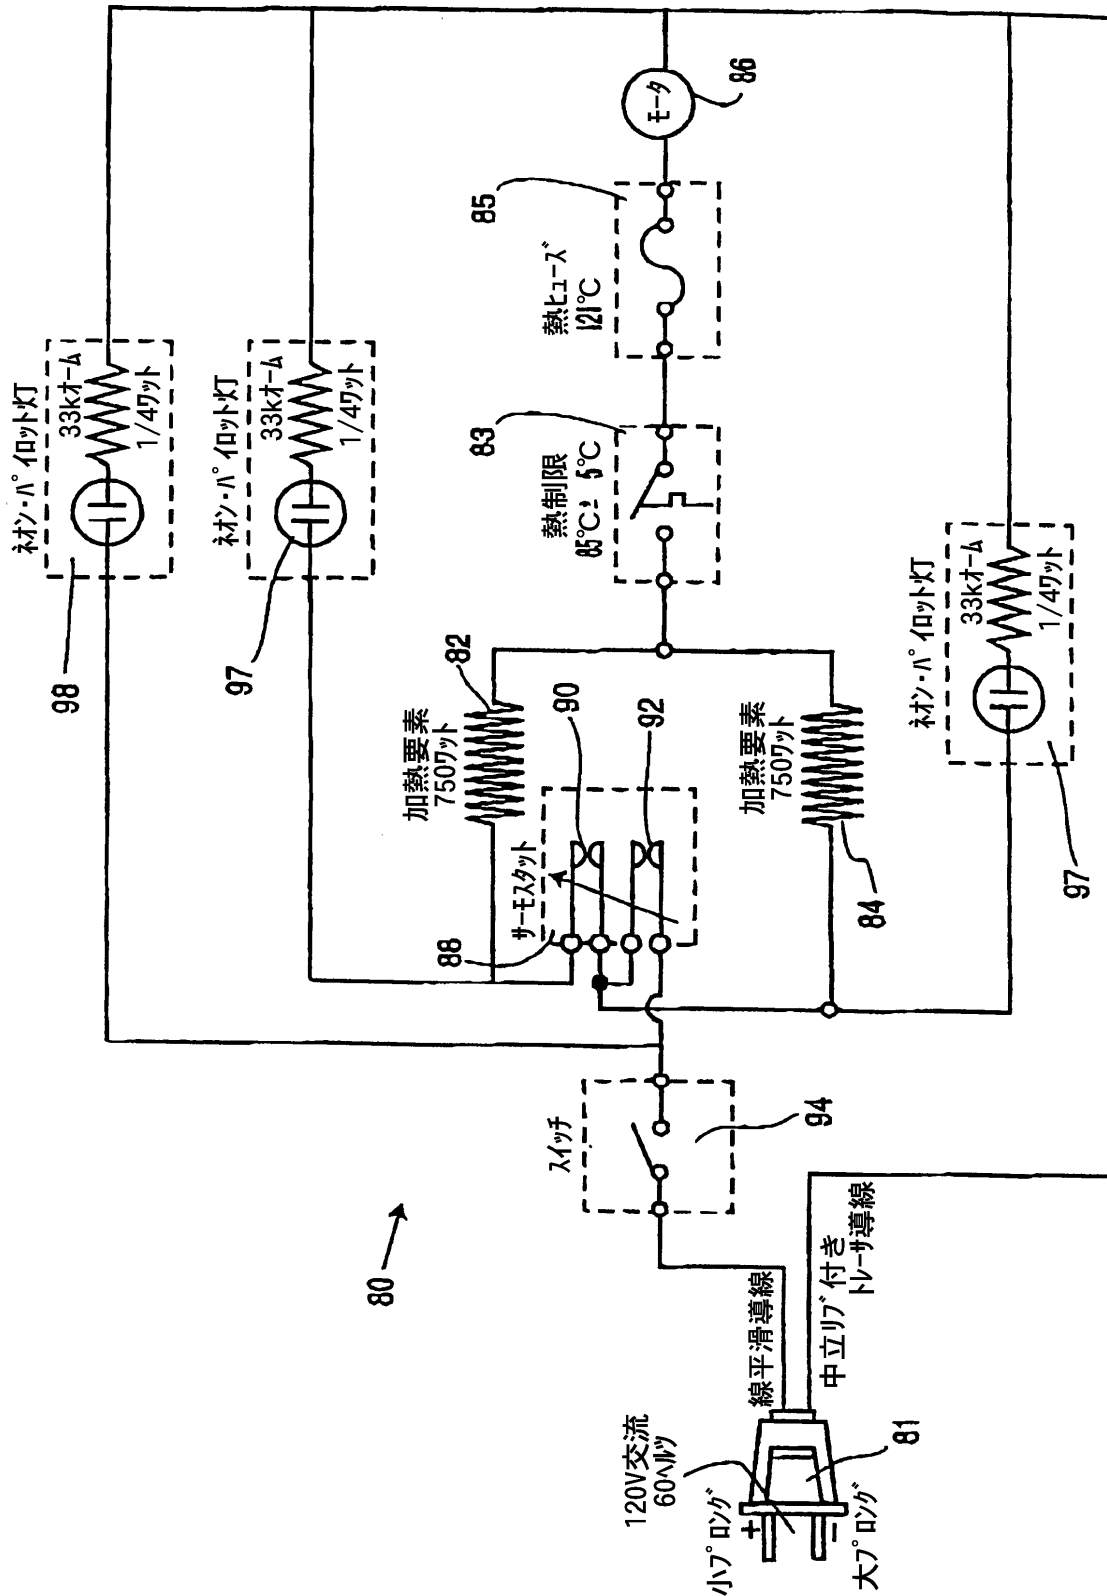 ネオン・パイロット灯
33kオーム
1/4ワット
98
ネオン・パイロット灯
33kオーム
1/4ワット
97
加熱要素
750ワット
82
サーモスタット
88
90
92
加熱要素
750ワット
84
熱制限
85℃± 5℃
83
熱ヒューズ
121℃
85
モータ
86
ネオン・パイロット灯
33kオーム
1/4ワット
97
スイッチ
94
80
線平滑導線
中立リブ付き
トレーサ導線
120V交流
60ヘルツ
小プロング
+
−
大プロング
81